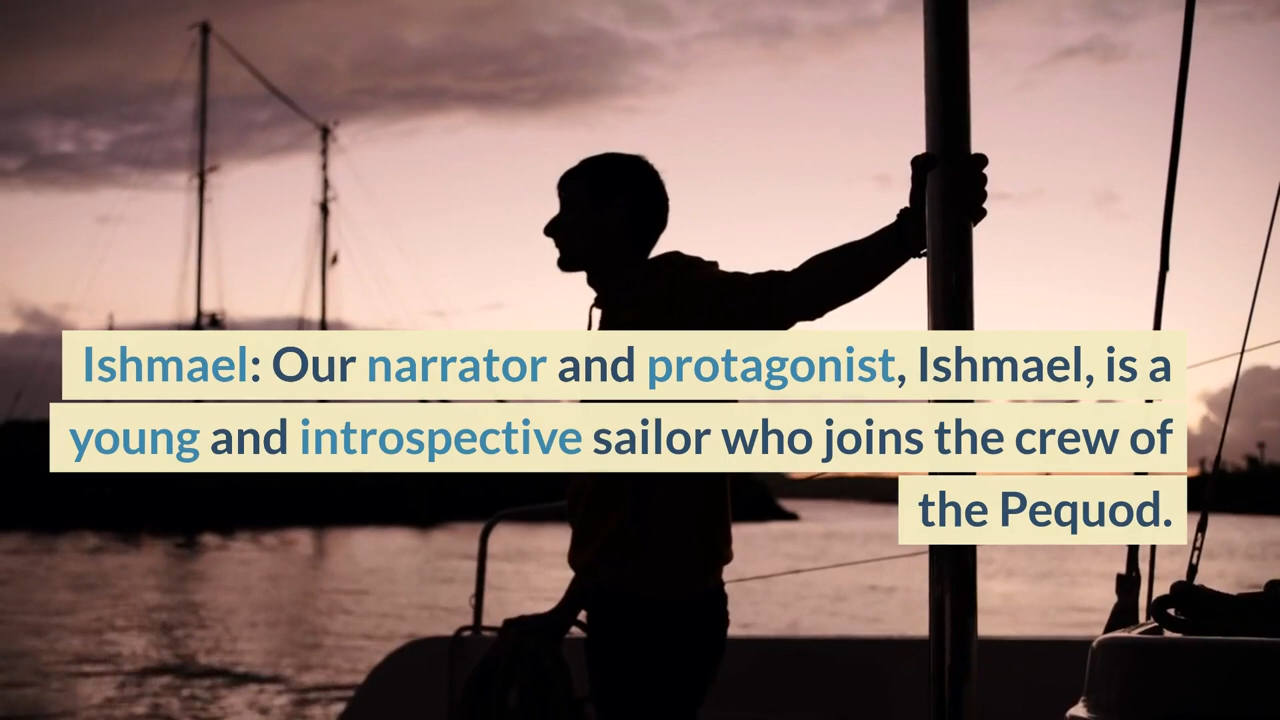 Ishmael: Our narrator and protagonist, Ishmael, is a
young and introspective sailor who joins the crew of
the Pequod.